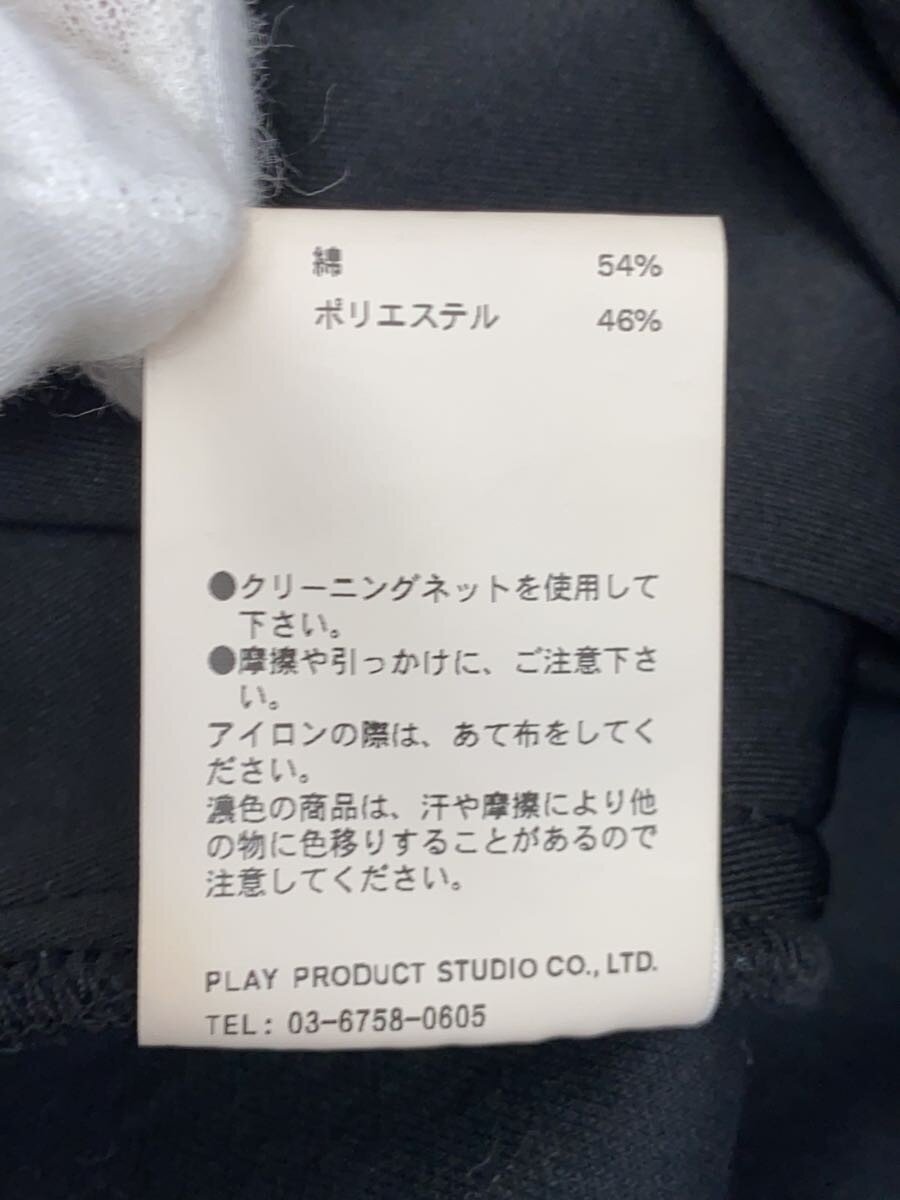 綿 54%
ポリエステル 46%
●クリーニングネットを使用して
下さい。
●摩擦や引っかけに、ご注意下さ
い。
アイロンの際は、あて布をしてく
ださい。
濃色の商品は、汗や摩擦により他
の物に色移りすることがあるので
注意してください。
PLAY PRODUCT STUDIO CO., LTD.
TEL: 03-6758-0605